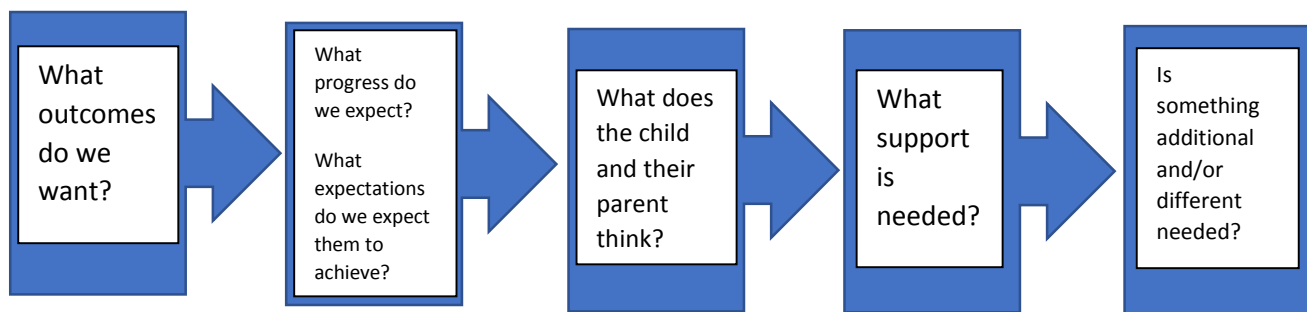 What
outcomes
do we
want?
What
progress do
we expect?
What
expectations
do we expect
them to
achieve?
What does
the child
and their
parent
think?
What
support
is
needed?
Is
something
additional
and/or
different
needed?